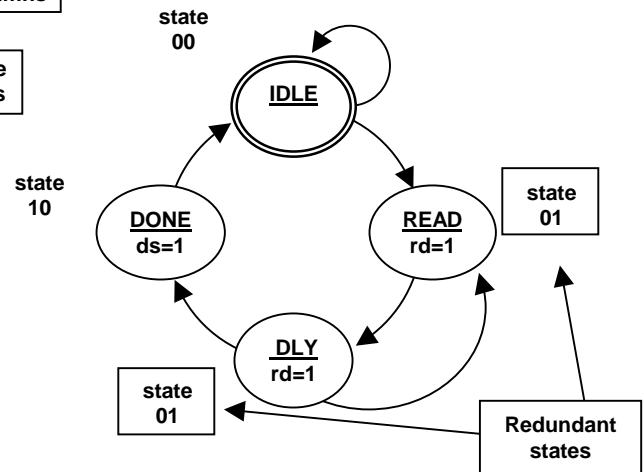 state
00
IDLE
state
10
DONE
ds=1
READ
rd=1
state
01
DLY
rd=1
state
01
Redundant
states